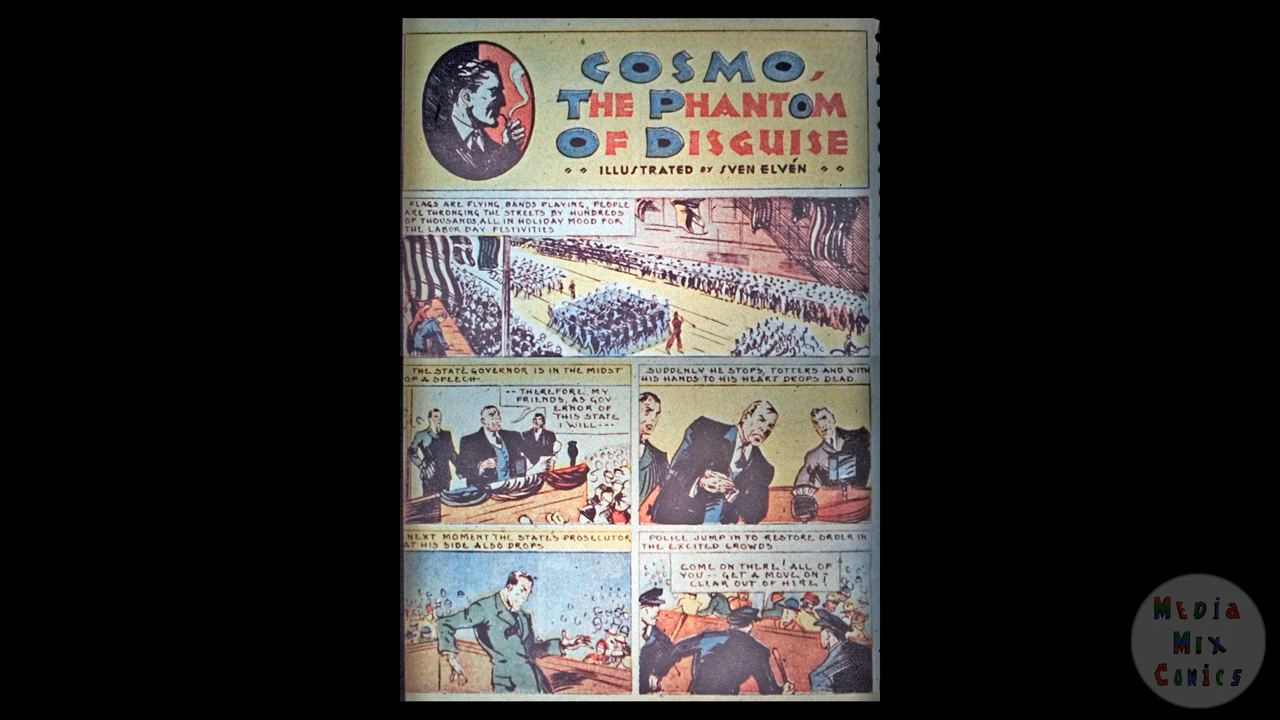 COSMO,
THE PHANTOM
OF DISGUISE
ILLUSTRATED BY SVEN ELVÉN
FLAGS ARE FLYING, BANDS PLAYING, PEOPLE
ARE THRONGING THE STREETS BY HUNDREDS
OF THOUSANDS, ALL IN HOLIDAY MOOD FOR
THE LABOR DAY FESTIVITIES
THE STATE GOVERNOR IS IN THE MIDST
OF A SPEECH-
-- THEREFORE, MY
FRIENDS, AS GOV
ERNOR OF
THIS STATE
I WILL ---
SUDDENLY HE STOPS, TOTTERS AND WITH
HIS HANDS TO HIS HEART DROPS DEAD
NEXT MOMENT THE STATE'S PROSECUTOR
AT HIS SIDE ALSO DROPS
POLICE JUMP IN TO RESTORE ORDER IN
THE EXCITED CROWDS
COME ON THERE! ALL OF
YOU -- GET A MOVE ON;
CLEAR OUT OF HERE!
MEDIA
MIX
COMICS